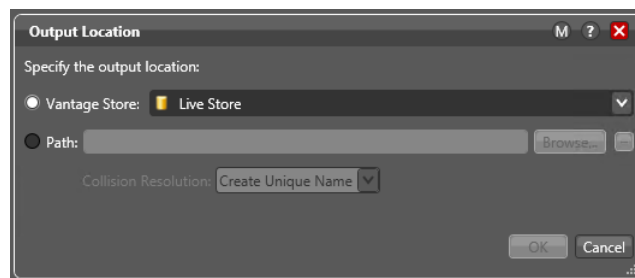 Output Location M ?
Specify the output location:
Vantage Store: Live Store
Path: Browse...
Collision Resolution: Create Unique Name
OK Cancel